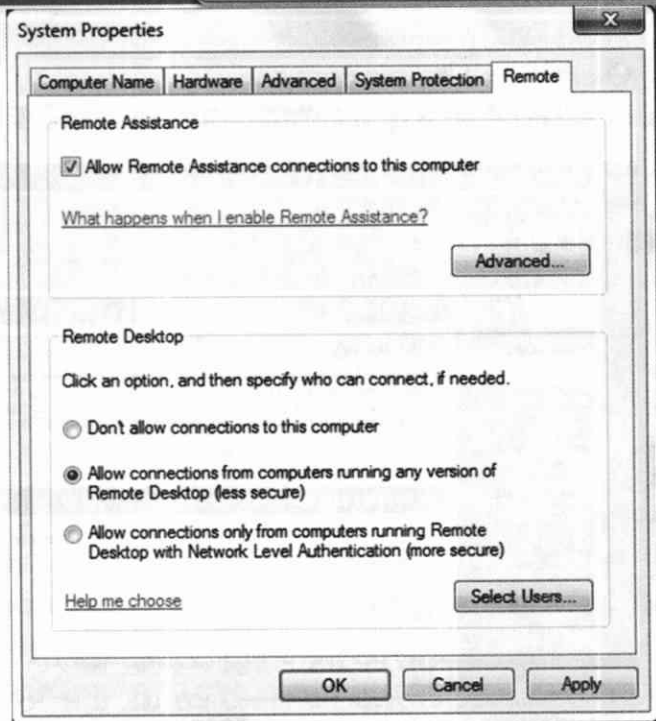 System Properties
Computer Name Hardware Advanced System Protection Remote
Remote Assistance
Allow Remote Assistance connections to this computer
What happens when I enable Remote Assistance?
Advanced...
Remote Desktop
Click an option, and then specify who can connect, if needed.
Don't allow connections to this computer
Allow connections from computers running any version of
Remote Desktop (less secure)
Allow connections only from computers running Remote
Desktop with Network Level Authentication (more secure)
Help me choose
Select Users...
OK Cancel Apply